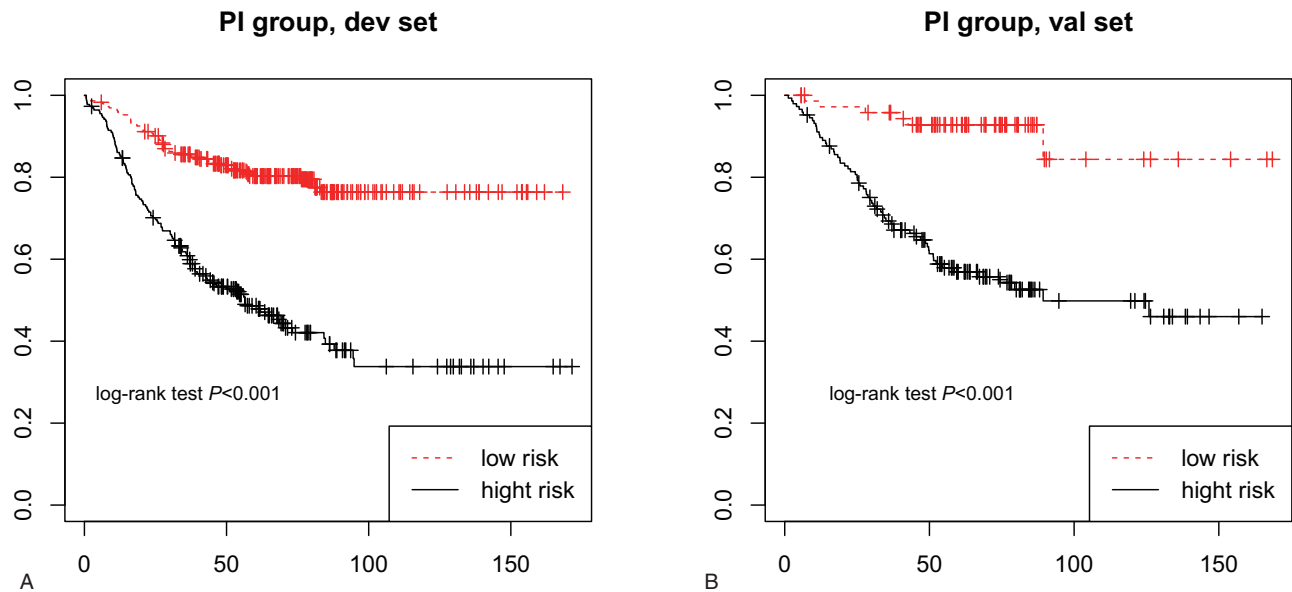 PI group, dev set
1.0
0.8
0.6
0.4
0.2
0.0
log-rank test P<0.001
low risk
hight risk
0 50 100 150
A
PI group, val set
1.0
0.8
0.6
0.4
0.2
0.0
log-rank test P<0.001
low risk
hight risk
0 50 100 150
B